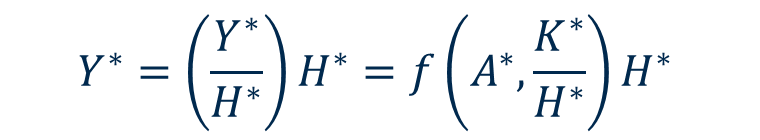 Y* = (Y*/H*) H* = f(A*, K*/H*) H*